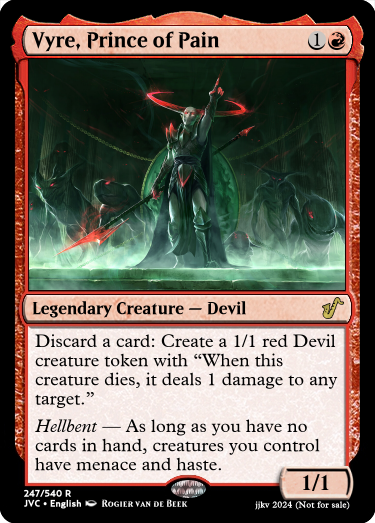 Vyre, Prince of Pain 1
Legendary Creature — Devil
Discard a card: Create a 1/1 red Devil
creature token with “When this
creature dies, it deals 1 damage to any
target.”
Hellbent — As long as you have no
cards in hand, creatures you control
have menace and haste.
1/1
247/540 R
JVC • English Rogier van de Beek
jjkv 2024 (Not for sale)